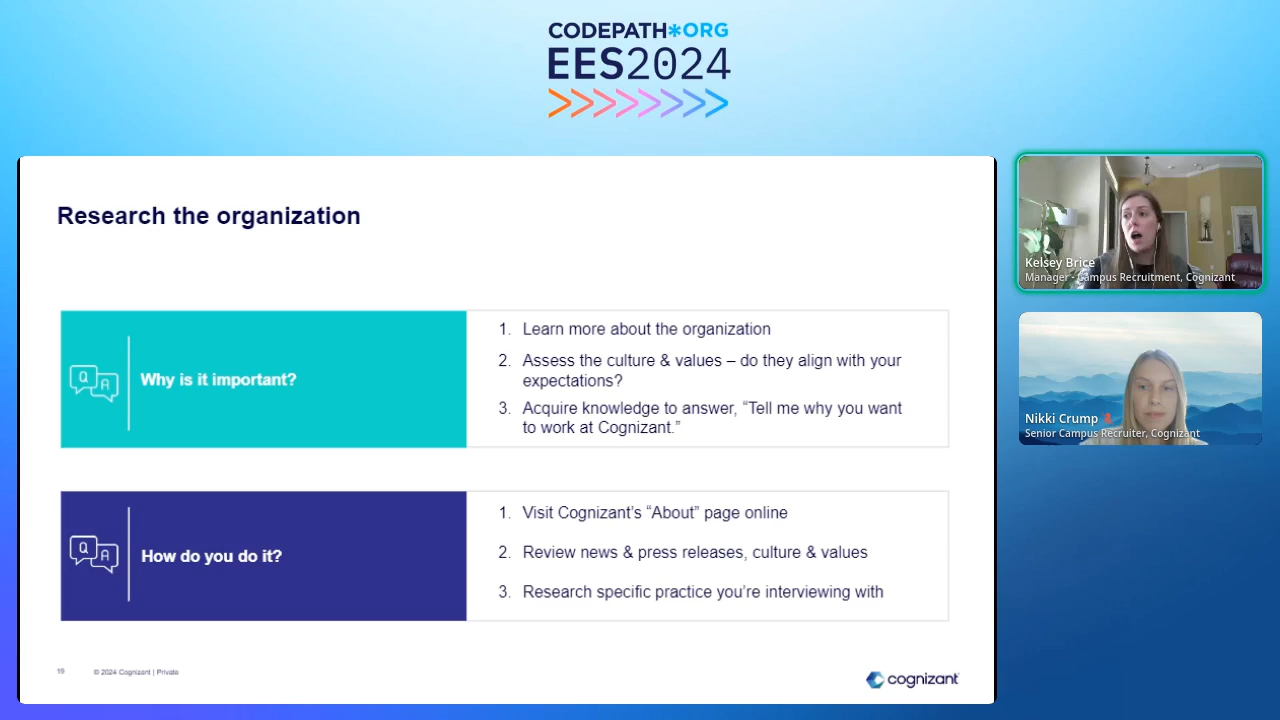 CODEPATH*ORG
EES2024
Research the organization
Why is it important?
1. Learn more about the organization
2. Assess the culture & values – do they align with your
expectations?
3. Acquire knowledge to answer, “Tell me why you want
to work at Cognizant.”
How do you do it?
1. Visit Cognizant’s “About” page online
2. Review news & press releases, culture & values
3. Research specific practice you’re interviewing with
19 © 2024 Cognizant | Private
cognizant
Kelsey Brice
Manager - Campus Recruitment, Cognizant
Nikki Crump
Senior Campus Recruiter, Cognizant
Q A
Q A